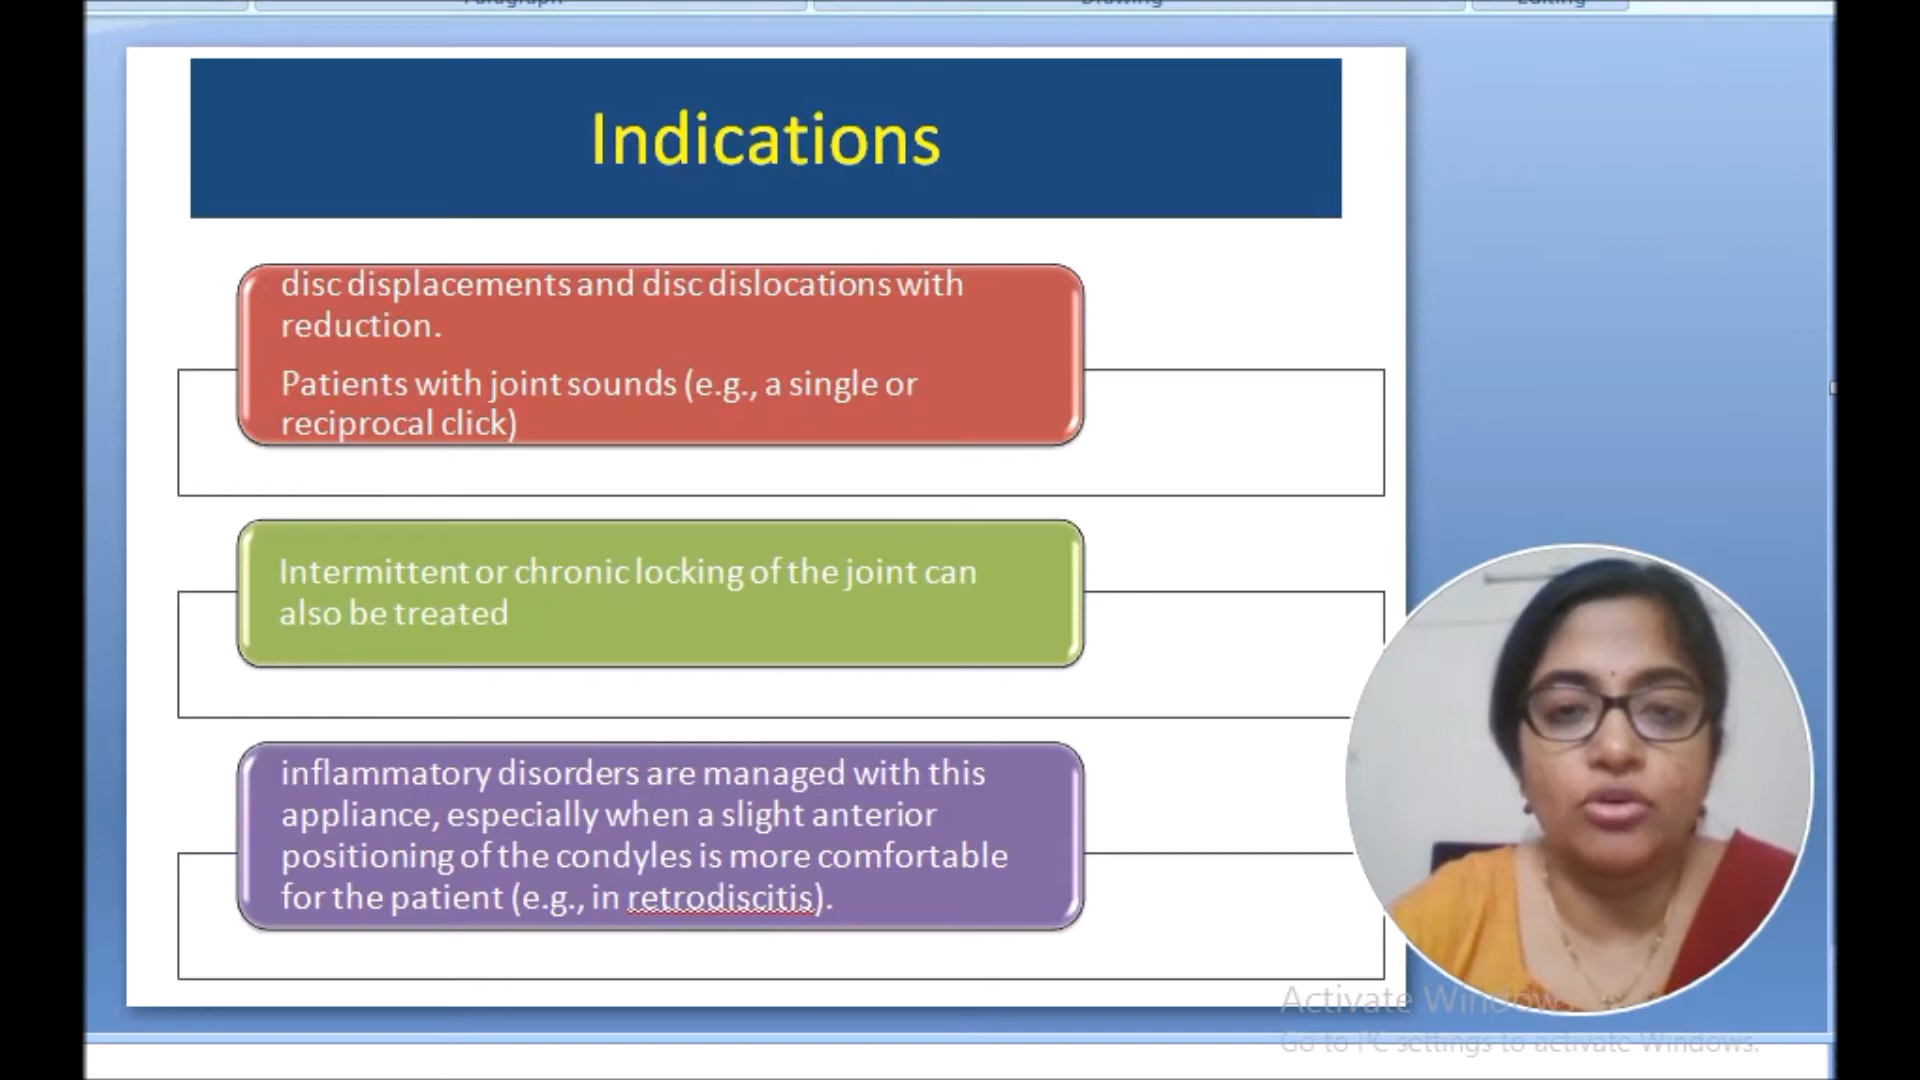 Paragraph
Drawing
Editing
Indications
disc displacements and disc dislocations with
reduction.
Patients with joint sounds (e.g., a single or
reciprocal click)
Intermittent or chronic locking of the joint can
also be treated
inflammatory disorders are managed with this
appliance, especially when a slight anterior
positioning of the condyles is more comfortable
for the patient (e.g., in retrodiscitis).
Activate Windows
Go to PC settings to activate Windows.